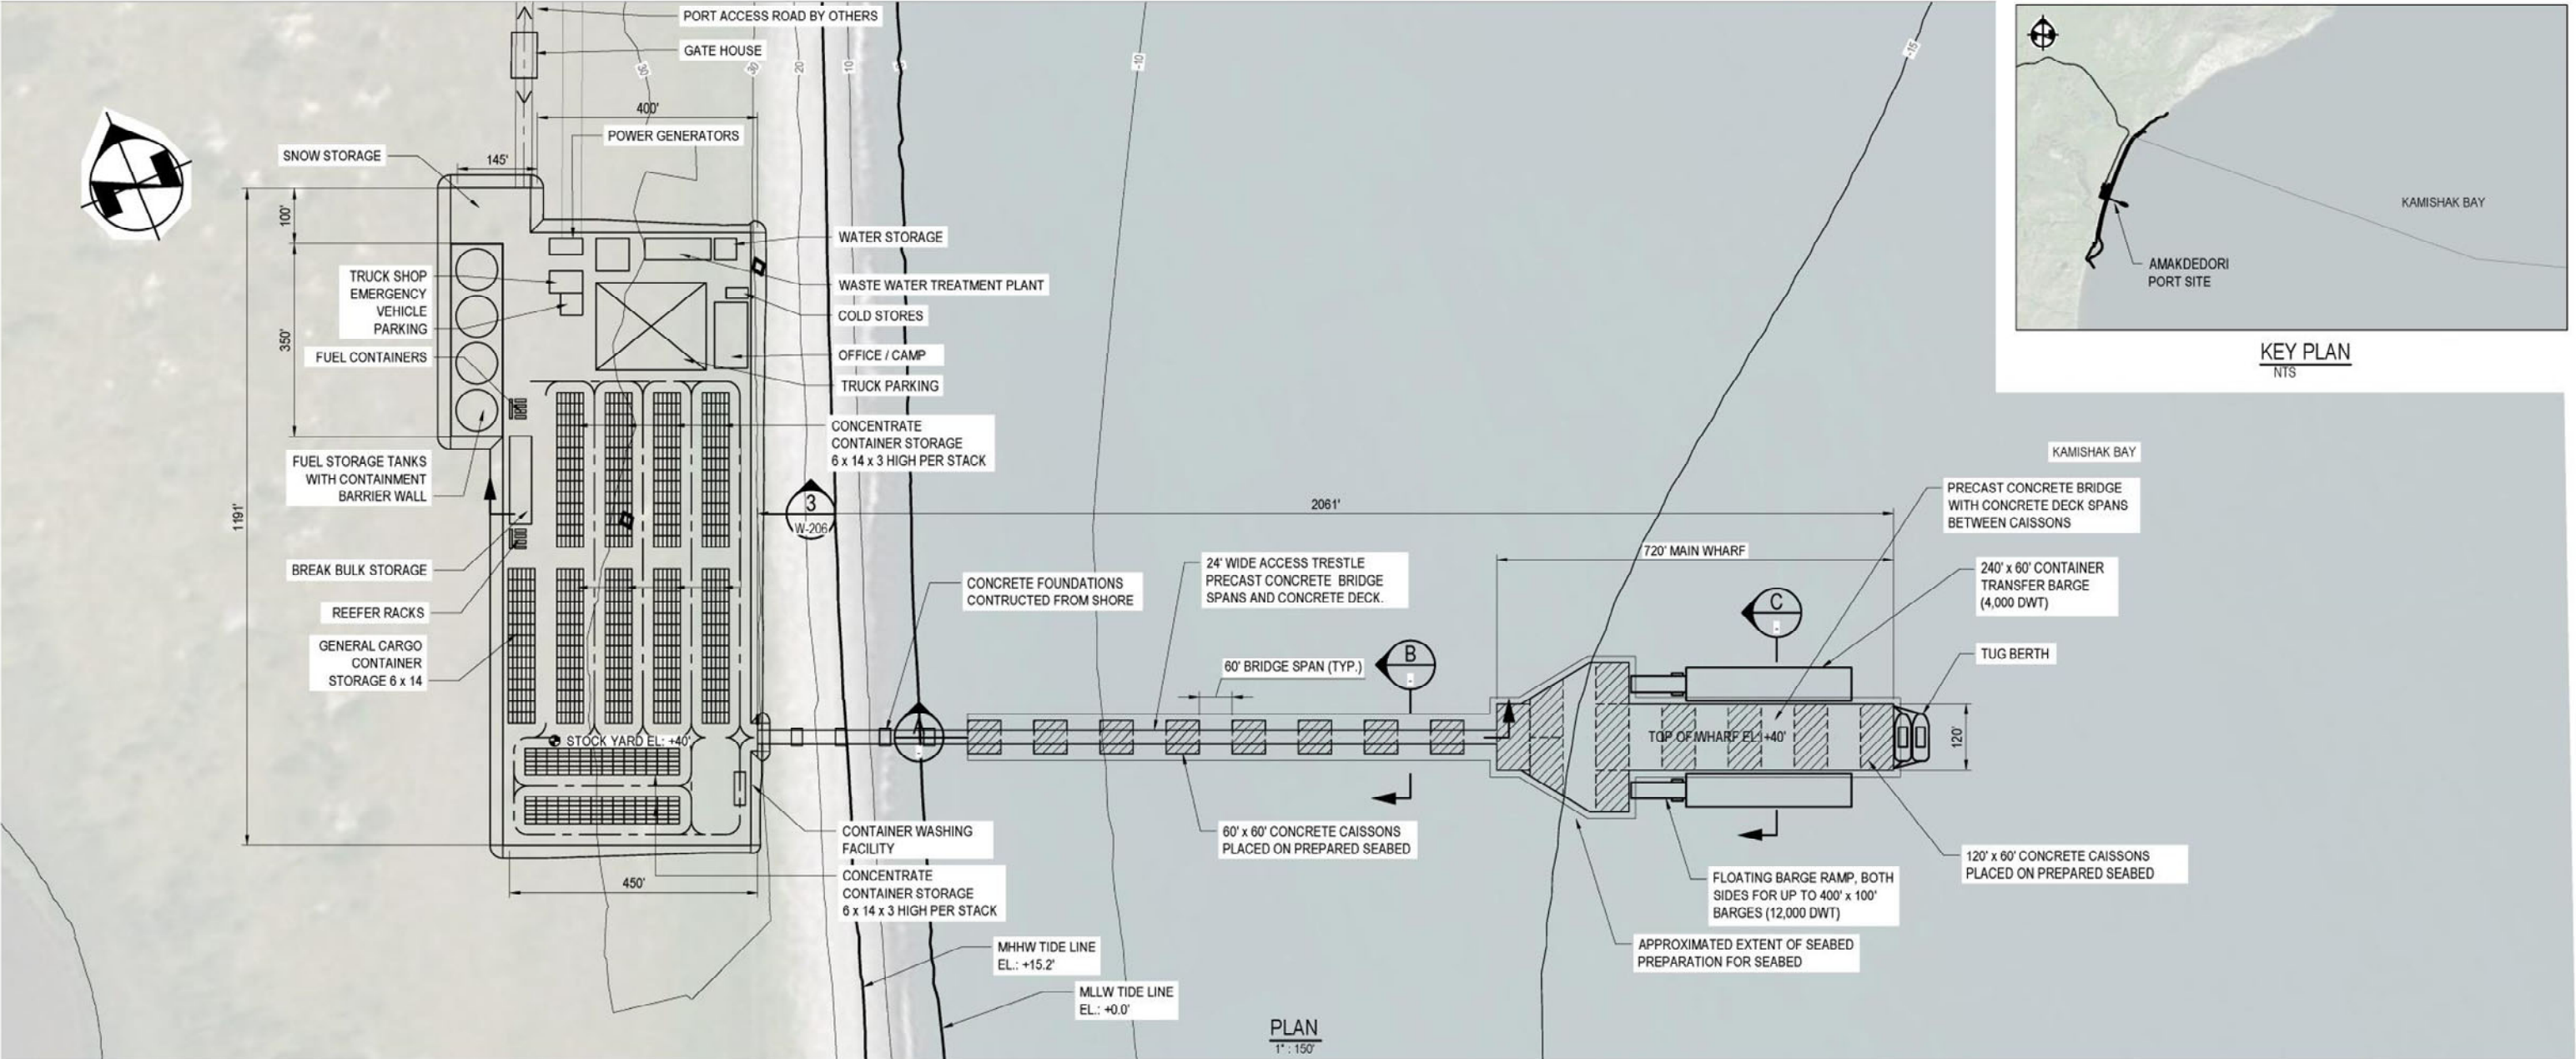 PORT ACCESS ROAD BY OTHERS
GATE HOUSE
30
30
20
10
-10
-15
400'
POWER GENERATORS
SNOW STORAGE
145'
100'
350'
1191'
WATER STORAGE
WASTE WATER TREATMENT PLANT
COLD STORES
OFFICE / CAMP
TRUCK PARKING
TRUCK SHOP
EMERGENCY
VEHICLE
PARKING
FUEL CONTAINERS
CONCENTRATE
CONTAINER STORAGE
6 x 14 x 3 HIGH PER STACK
FUEL STORAGE TANKS
WITH CONTAINMENT
BARRIER WALL
3
W-206
BREAK BULK STORAGE
REEFER RACKS
GENERAL CARGO
CONTAINER
STORAGE 6 x 14
STOCK YARD EL: +40'
CONTAINER WASHING
FACILITY
CONCENTRATE
CONTAINER STORAGE
6 x 14 x 3 HIGH PER STACK
450'
MHHW TIDE LINE
EL.: +15.2'
MLLW TIDE LINE
EL.: +0.0'
CONCRETE FOUNDATIONS
CONTRUCTED FROM SHORE
A
-
24' WIDE ACCESS TRESTLE
PRECAST CONCRETE BRIDGE
SPANS AND CONCRETE DECK.
2061'
720' MAIN WHARF
60' BRIDGE SPAN (TYP.)
B
-
C
-
60' x 60' CONCRETE CAISSONS
PLACED ON PREPARED SEABED
TOP OF WHARF EL: +40'
120'
KAMISHAK BAY
PRECAST CONCRETE BRIDGE
WITH CONCRETE DECK SPANS
BETWEEN CAISSONS
240' x 60' CONTAINER
TRANSFER BARGE
(4,000 DWT)
TUG BERTH
120' x 60' CONCRETE CAISSONS
PLACED ON PREPARED SEABED
FLOATING BARGE RAMP, BOTH
SIDES FOR UP TO 400' x 100'
BARGES (12,000 DWT)
APPROXIMATED EXTENT OF SEABED
PREPARATION FOR SEABED
PLAN
1" : 150'
KAMISHAK BAY
AMAKDEDORI
PORT SITE
KEY PLAN
NTS